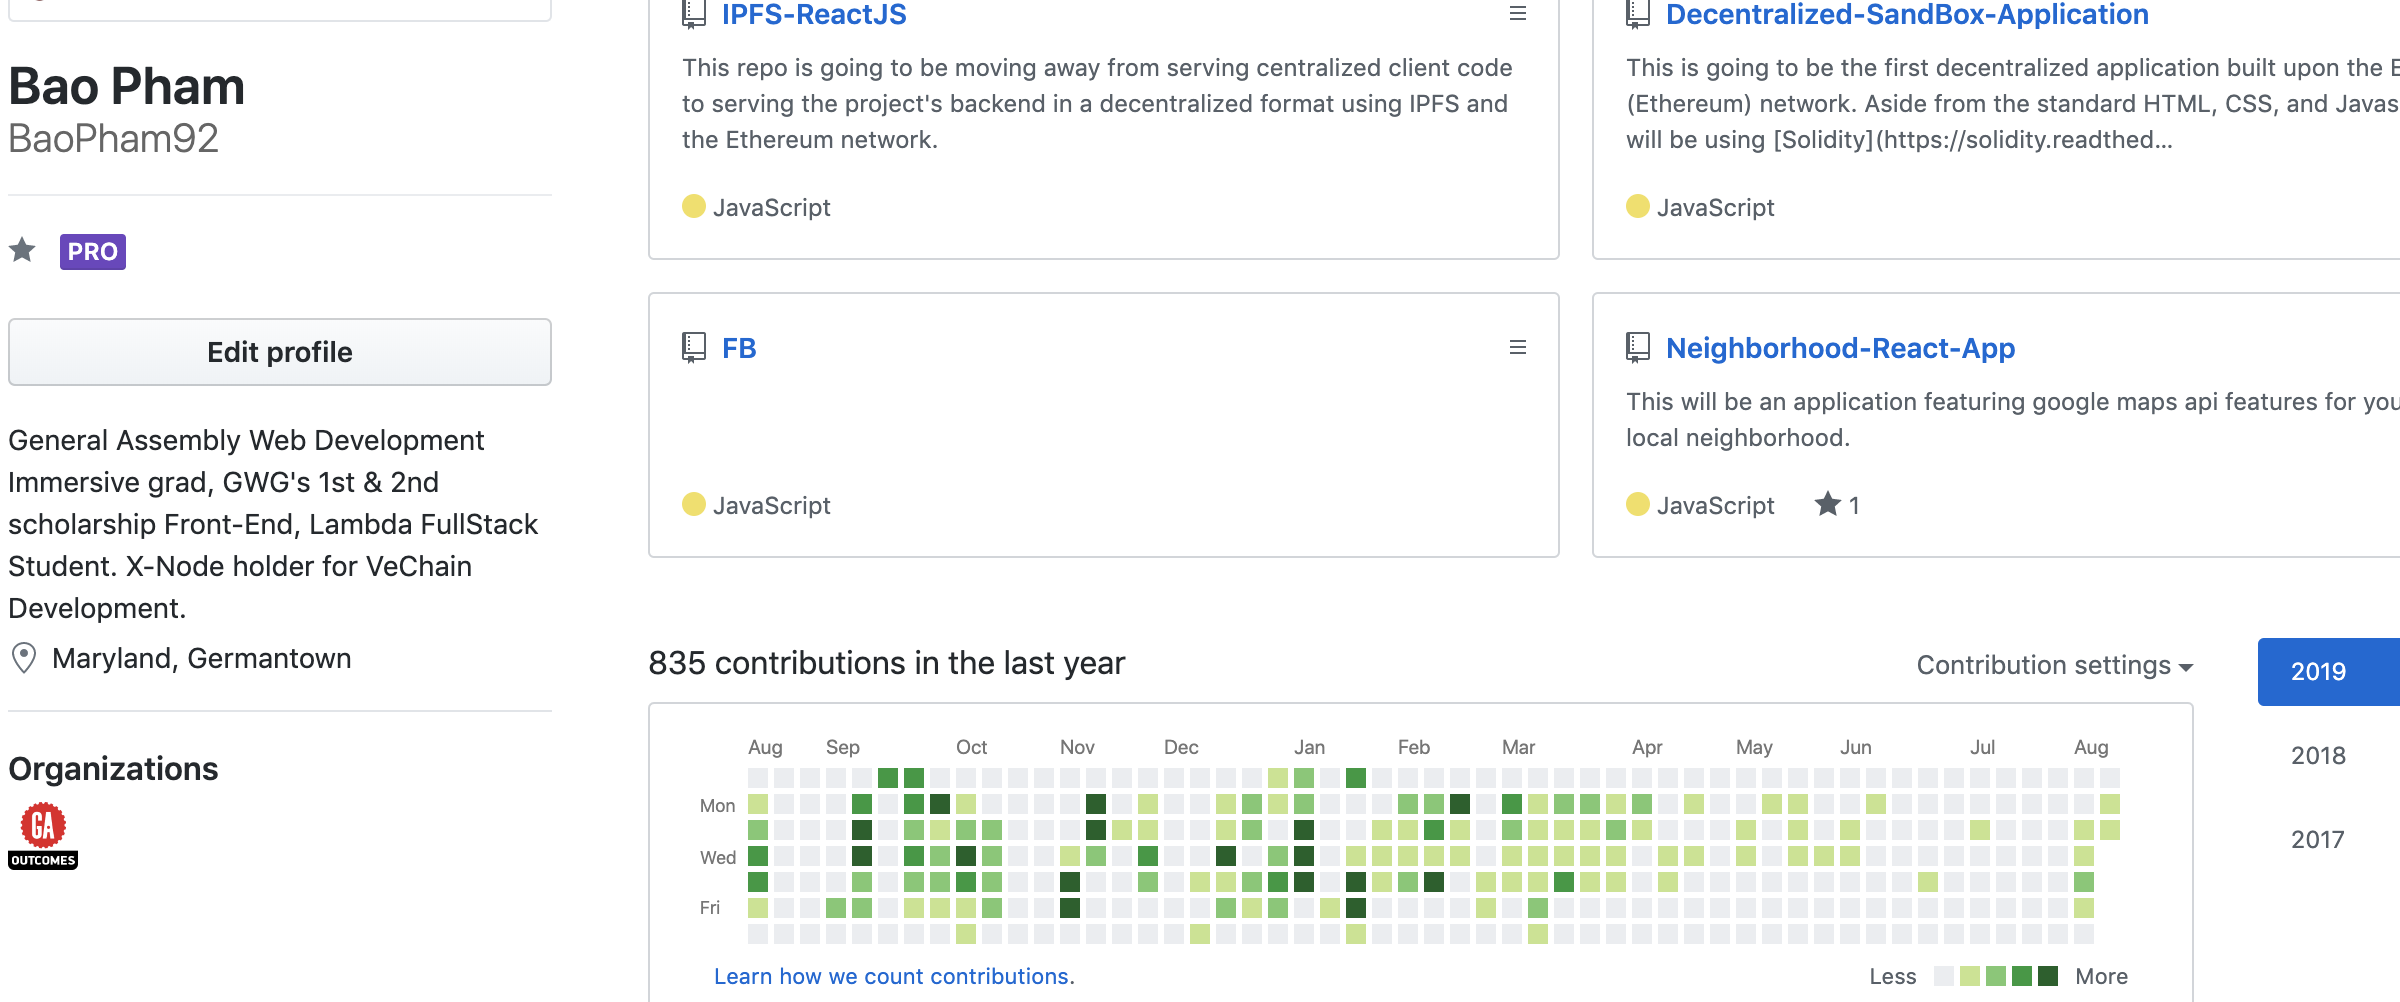 Bao Pham
BaoPham92
PRO
Edit profile
General Assembly Web Development
Immersive grad, GWG's 1st & 2nd
scholarship Front-End, Lambda FullStack
Student. X-Node holder for VeChain
Development.
Maryland, Germantown
Organizations
GA
OUTCOMES
IPFS-ReactJS
This repo is going to be moving away from serving centralized client code
to serving the project's backend in a decentralized format using IPFS and
the Ethereum network.
JavaScript
Decentralized-SandBox-Application
This is going to be the first decentralized application built upon the E
(Ethereum) network. Aside from the standard HTML, CSS, and Javas
will be using [Solidity](https://solidity.readthed...
JavaScript
FB
JavaScript
Neighborhood-React-App
This will be an application featuring google maps api features for you
local neighborhood.
JavaScript 1
835 contributions in the last year
Contribution settings
2019
2018
2017
Aug Sep Oct Nov Dec Jan Feb Mar Apr May Jun Jul Aug
Mon
Wed
Fri
Learn how we count contributions.
Less More